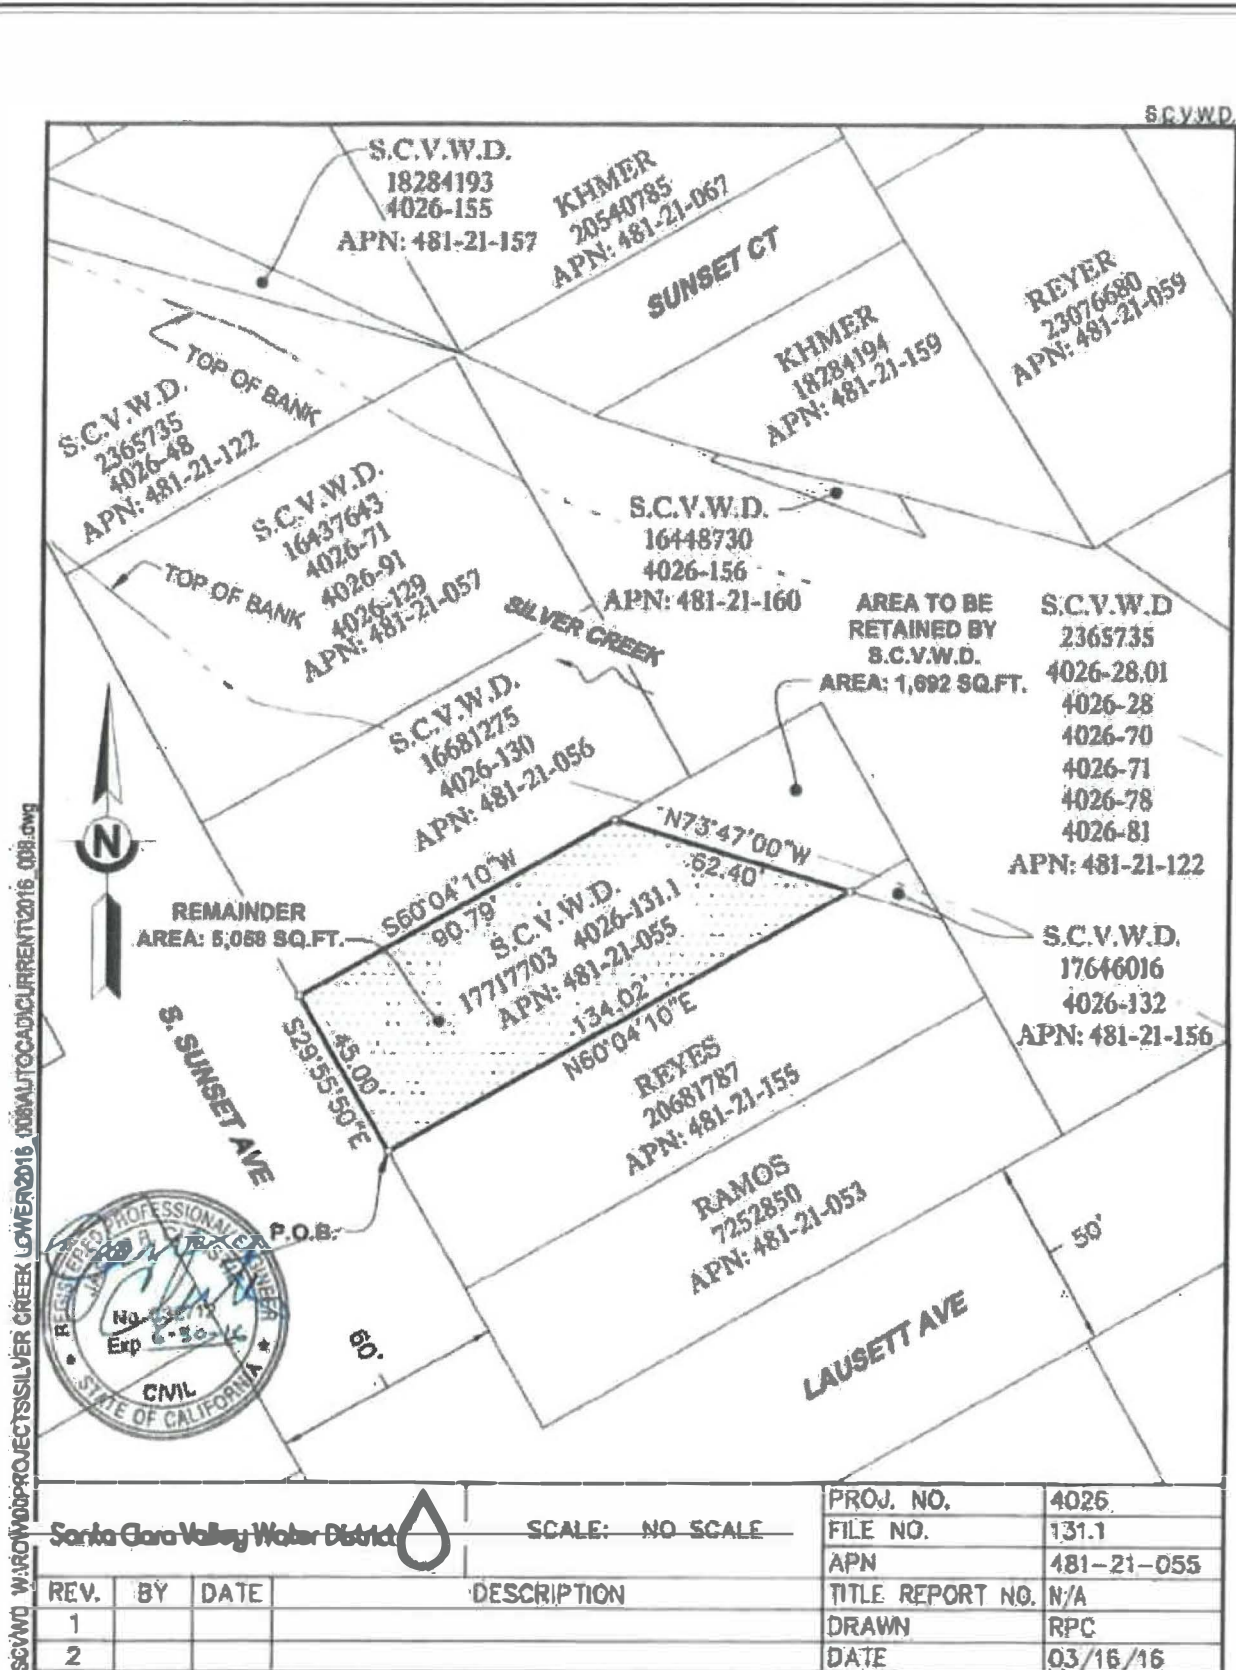 S.C.V.W.D.
S.C.V.W.D.
18284193
4026-155
APN: 481-21-157
KHMER
20540785
APN: 481-21-067
SUNSET CT
REYER
23076680
APN: 481-21-059
KHMER
18284194
APN: 481-21-159
TOP OF BANK
S.C.V.W.D.
2365735
4026-48
APN: 481-21-122
S.C.V.W.D.
16437643
4026-71
4026-91
4026-129
APN: 481-21-057
TOP OF BANK
S.C.V.W.D.
16448730
4026-156
APN: 481-21-160
SILVER CREEK
AREA TO BE
RETAINED BY
S.C.V.W.D.
AREA: 1,692 SQ.FT.
S.C.V.W.D
2365735
4026-28.01
4026-28
4026-70
4026-71
4026-78
4026-81
APN: 481-21-122
S.C.V.W.D.
16681275
4026-130
APN: 481-21-056
N
N73°47'00"W
62.40'
S60°04'10"W
90.79'
REMAINDER
AREA: 5,058 SQ.FT.
S.C.V.W.D.
17717703 4026-131.1
APN: 481-21-055
134.02'
N60°04'10"E
S.C.V.W.D.
17646016
4026-132
APN: 481-21-156
45.00'
S29°55'50"E
S. SUNSET AVE
REYES
20681787
APN: 481-21-155
RAMOS
7252850
APN: 481-21-053
P.O.B.
50'
60'
LAUSETT AVE
REGISTERED PROFESSIONAL ENGINEER
No.
Exp 6-30-16
CIVIL
STATE OF CALIFORNIA
Santa Clara Valley Water District
SCALE: NO SCALE
PROJ. NO. 4026
FILE NO. 131.1
APN 481-21-055
TITLE REPORT NO. N/A
DRAWN RPC
DATE 03/16/16
REV. BY DATE DESCRIPTION
1
2